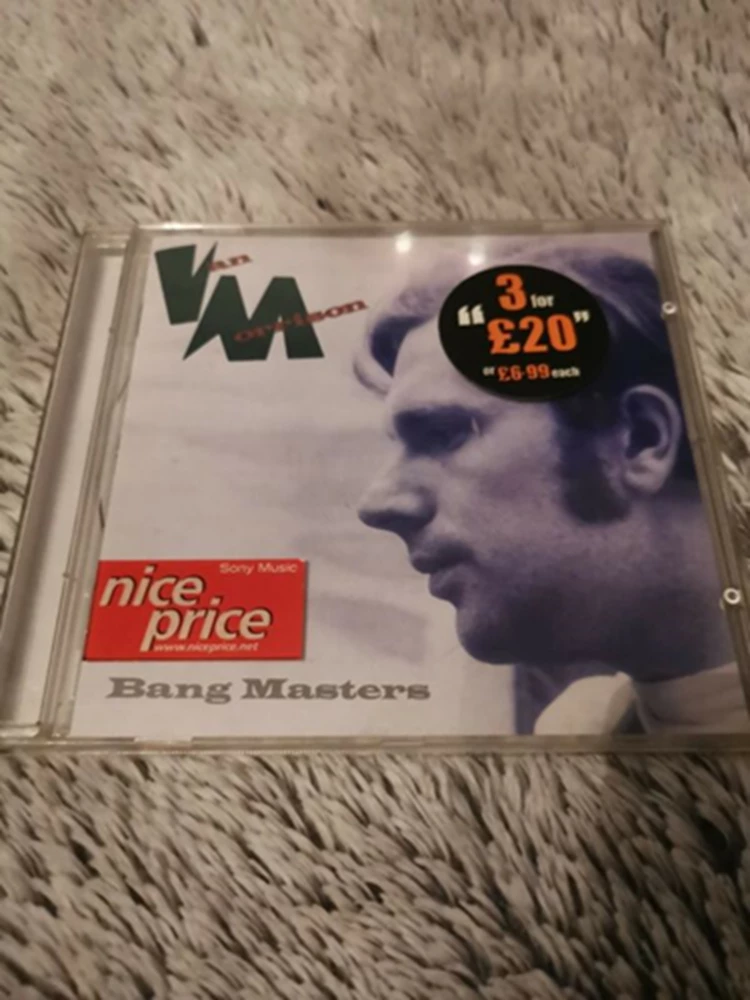 Van
Morrison
3 for
“£20”
or £6·99 each
Sony Music
nice
price
www.niceprice.net
Bang Masters